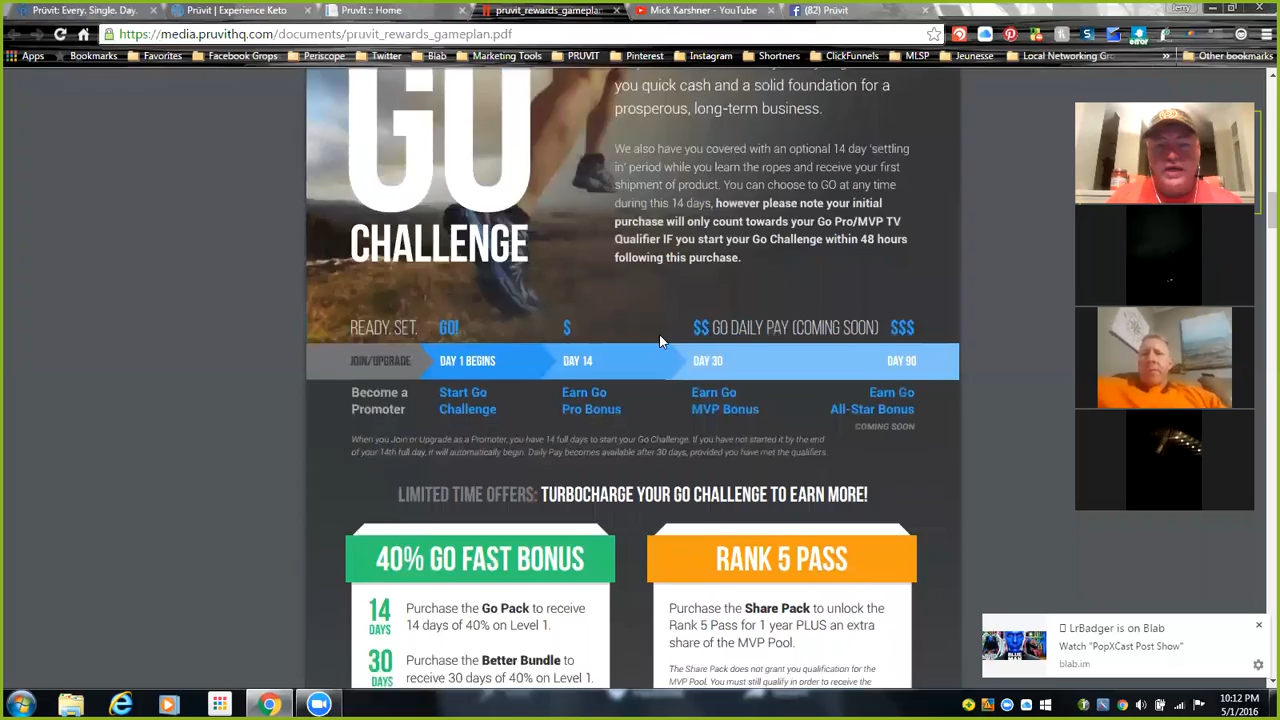 Prüvit: Every. Single. Day.
Prüvit | Experience Keto
PruvIt :: Home
pruvit_rewards_gameplan.
Mick Karshner - YouTube
(82) Prüvit
Jerry
https://media.pruvithq.com/documents/pruvit_rewards_gameplan.pdf
Apps
Bookmarks
Favorites
Facebook Grops
Periscope
Twitter
Blab
Marketing Tools
PRUVIT
Pinterest
Instagram
Shortners
ClickFunnels
MLSP
Jeunesse
Local Networking Gro
Other bookmarks
you quick cash and a solid foundation for a
prosperous, long-term business.
We also have you covered with an optional 14 day 'settling
in' period while you learn the ropes and receive your first
shipment of product. You can choose to GO at any time
during this 14 days, however please note your initial
purchase will only count towards your Go Pro/MVP TV
Qualifier IF you start your Go Challenge within 48 hours
following this purchase.
GO
CHALLENGE
READY. SET. GO! $ $$ GO DAILY PAY (COMING SOON) $$$
JOIN/UPGRADE DAY 1 BEGINS DAY 14 DAY 30 DAY 90
Become a Promoter
Start Go Challenge
Earn Go Pro Bonus
Earn Go MVP Bonus
Earn Go All-Star Bonus
COMING SOON
When you Join or Upgrade as a Promoter, you have 14 full days to start your Go Challenge. If you have not started it by the end
of your 14th full day, it will automatically begin. Daily Pay becomes available after 30 days, provided you have met the qualifiers.
LIMITED TIME OFFERS: TURBOCHARGE YOUR GO CHALLENGE TO EARN MORE!
40% GO FAST BONUS
14 DAYS
Purchase the Go Pack to receive
14 days of 40% on Level 1.
30 DAYS
Purchase the Better Bundle to
receive 30 days of 40% on Level 1.
RANK 5 PASS
Purchase the Share Pack to unlock the
Rank 5 Pass for 1 year PLUS an extra
share of the MVP Pool.
The Share Pack does not grant you qualification for the
MVP Pool. You must still qualify in order to receive the
LrBadger is on Blab
Watch "PopXCast Post Show"
blab.im
10:12 PM
5/1/2016